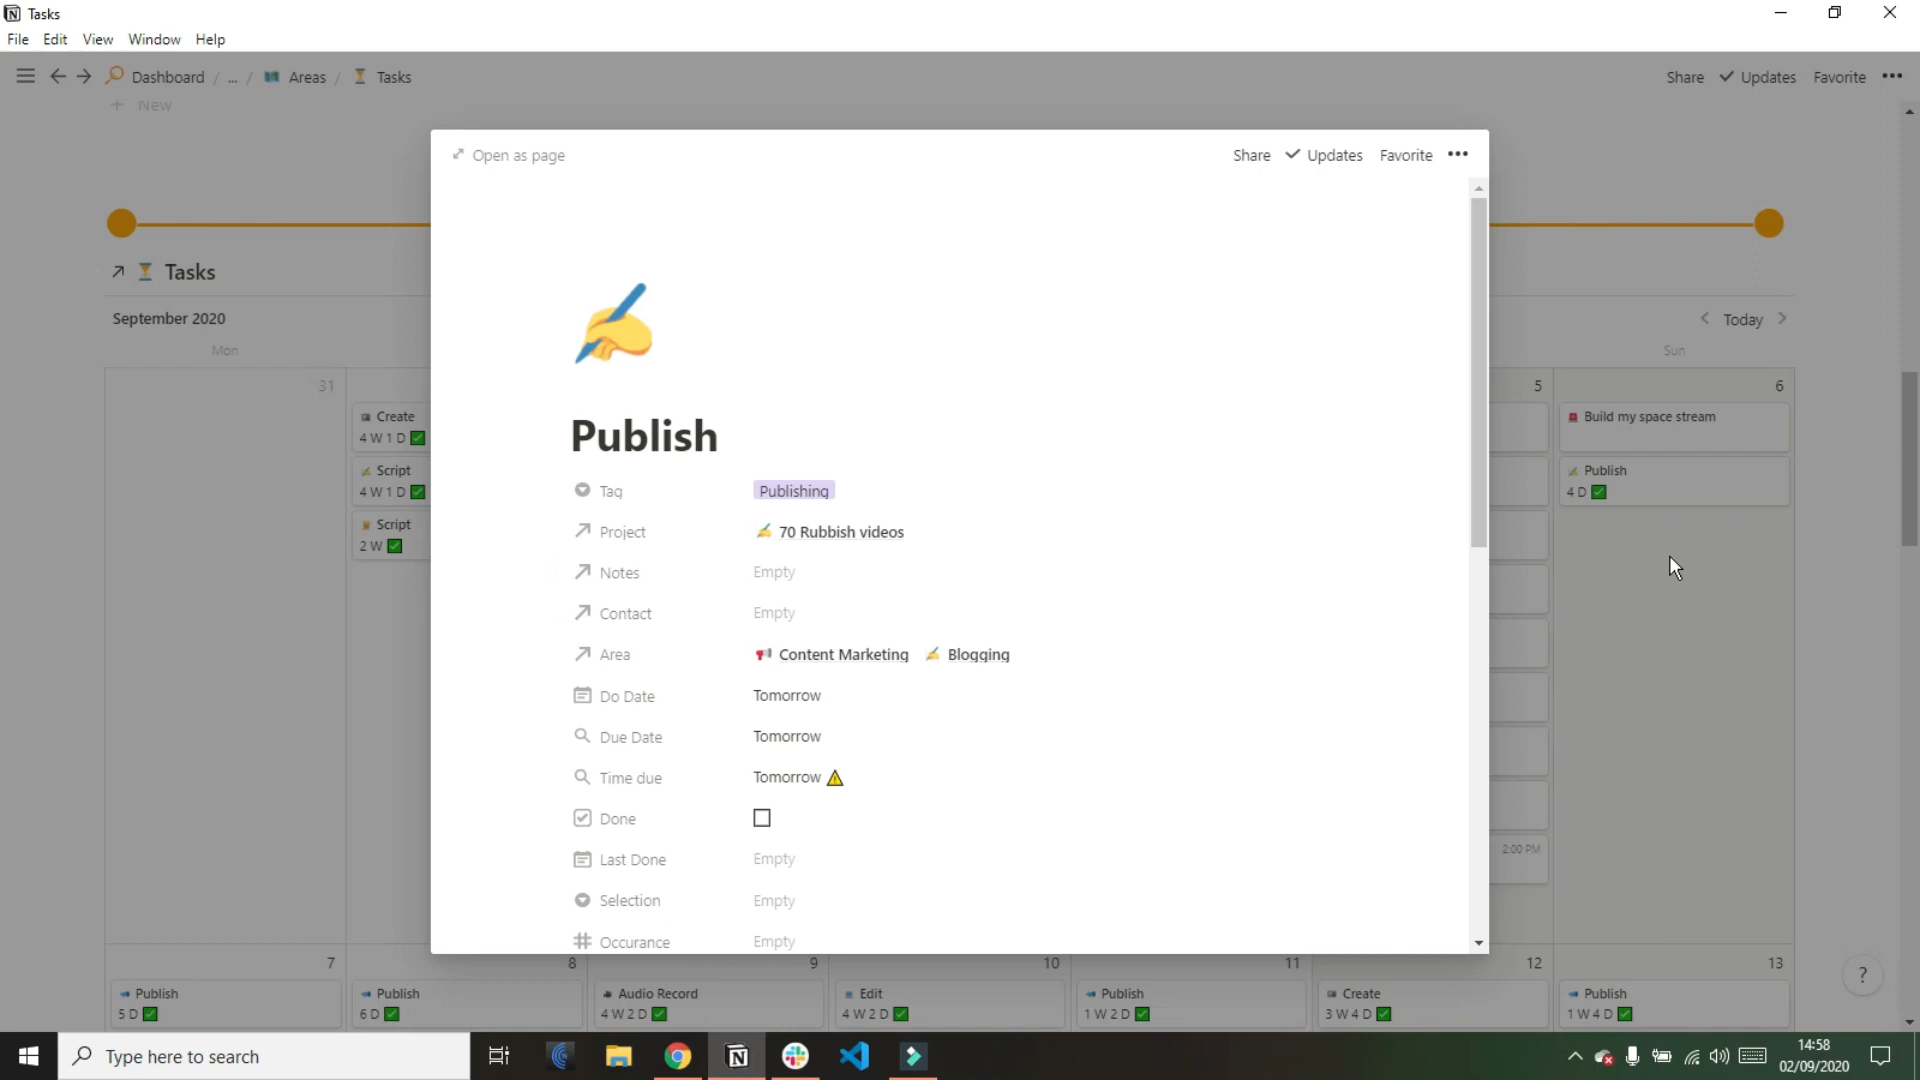 Tasks
File Edit View Window Help
Dashboard / ... / Areas / Tasks
Share Updates Favorite
+ New
Open as page
Share Updates Favorite
Tasks
September 2020
Today
Mon
Sun
31
5
6
Create
4 W 1 D
Script
4 W 1 D
Script
2 W
Build my space stream
Publish
4 D
2:00 PM
Publish
Tag Publishing
Project 70 Rubbish videos
Notes Empty
Contact Empty
Area Content Marketing Blogging
Do Date Tomorrow
Due Date Tomorrow
Time due Tomorrow
Done
Last Done Empty
Selection Empty
Occurance Empty
7 8 9 10 11 12 13
Publish
5 D
Publish
6 D
Audio Record
4 W 2 D
Edit
4 W 2 D
Publish
1 W 2 D
Create
3 W 4 D
Publish
1 W 4 D
?
Type here to search
14:58
02/09/2020